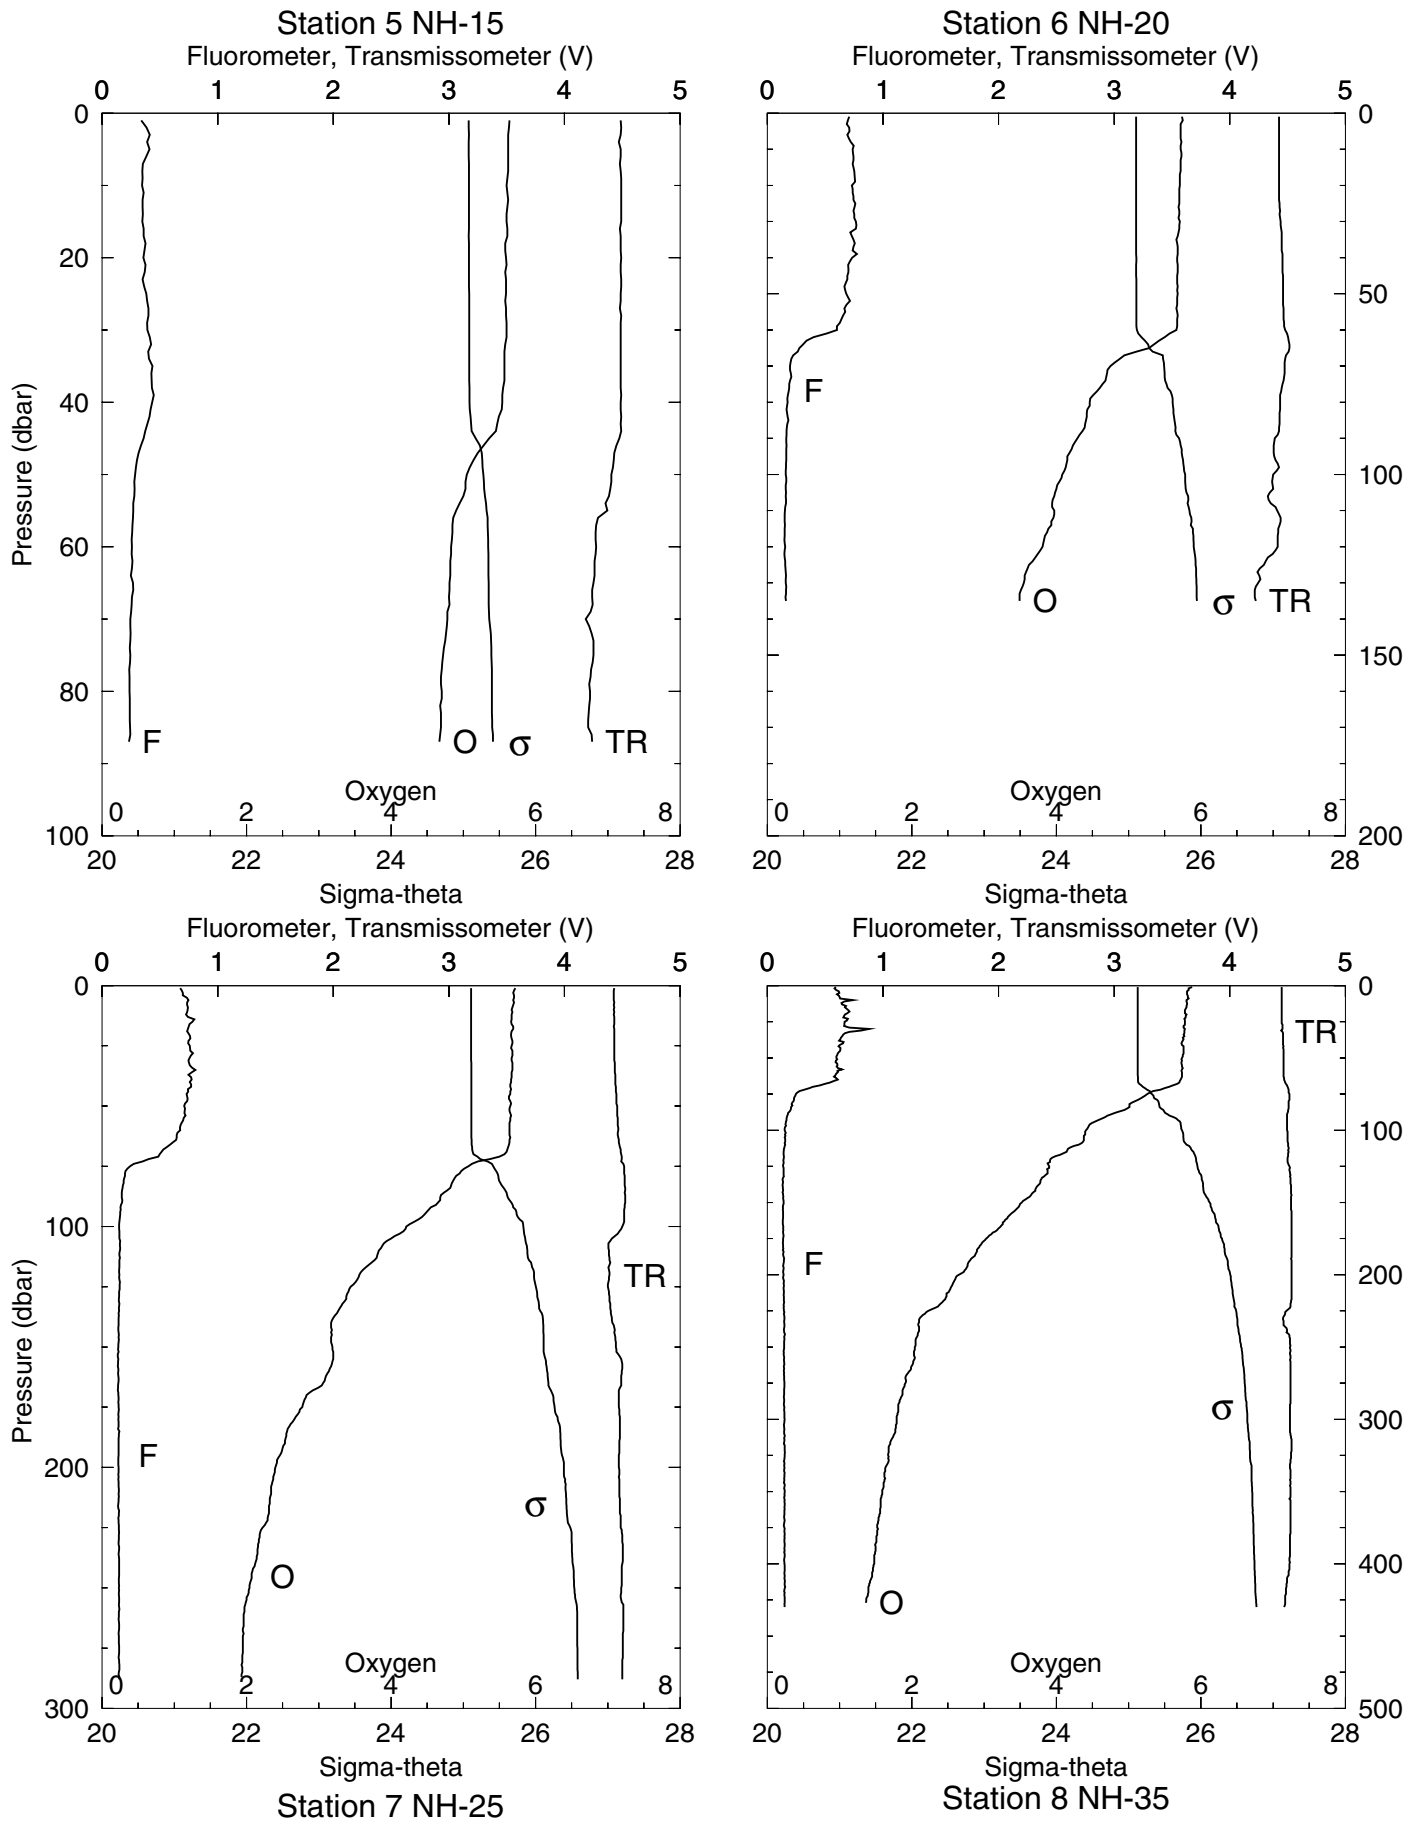 Station 5 NH-15
Fluorometer, Transmissometer (V)
0 1 2 3 4 5
0
20
40
60
80
100
Pressure (dbar)
F
O
σ
TR
Oxygen
0 2 4 6 8
20 22 24 26 28
Sigma-theta
Station 6 NH-20
Fluorometer, Transmissometer (V)
0 1 2 3 4 5
0
50
100
150
200
F
O
σ
TR
Oxygen
0 2 4 6 8
20 22 24 26 28
Sigma-theta
Fluorometer, Transmissometer (V)
0 1 2 3 4 5
0
100
200
300
Pressure (dbar)
TR
F
σ
O
Oxygen
0 2 4 6 8
20 22 24 26 28
Sigma-theta
Station 7 NH-25
Fluorometer, Transmissometer (V)
0 1 2 3 4 5
0
100
200
300
400
500
TR
F
σ
O
Oxygen
0 2 4 6 8
20 22 24 26 28
Sigma-theta
Station 8 NH-35